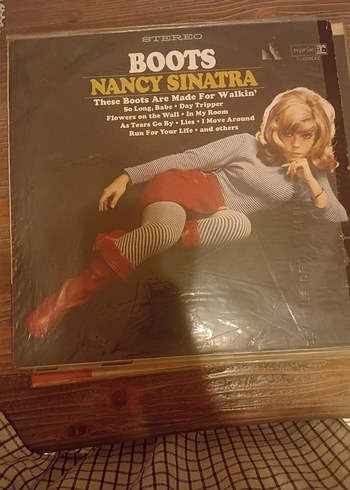 STEREO
BOOTS
reprise
NANCY SINATRA
These Boots Are Made For Walkin'
So Long, Babe • Day Tripper
Flowers on the Wall • In My Room
As Tears Go By • Lies • I Move Around
Run For Your Life • and others